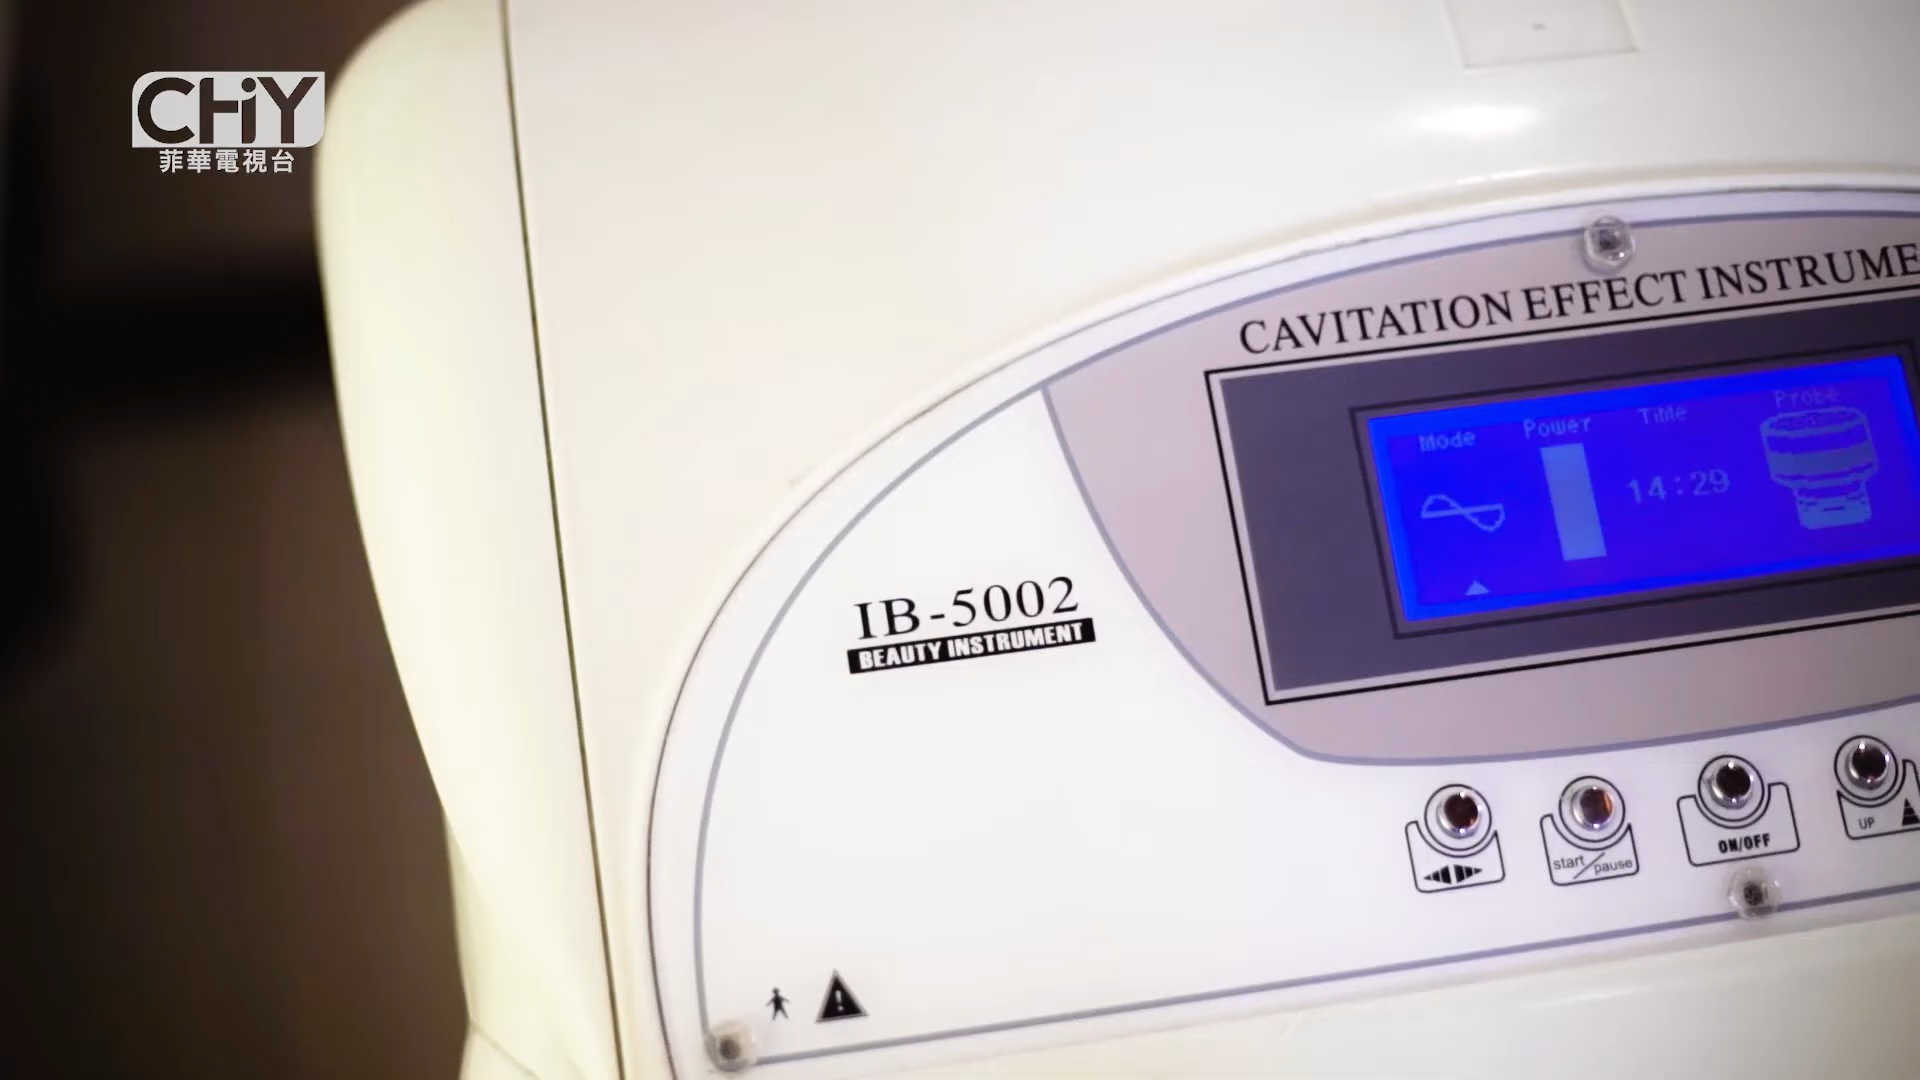 CHiY
菲華電視台
CAVITATION EFFECT INSTRUME
Mode Power TiMe Probe
14:29
IB-5002
BEAUTY INSTRUMENT
start/pause
ON/OFF
UP